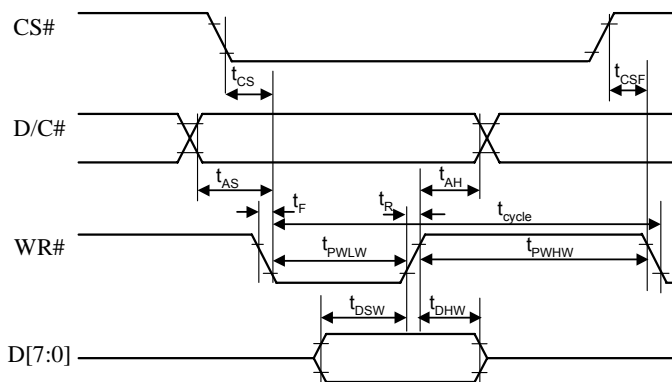 CS#
t_CS
t_CSF
D/C#
t_AS
t_AH
t_F
t_R
t_cycle
WR#
t_PWLW
t_PWHW
t_DSW
t_DHW
D[7:0]